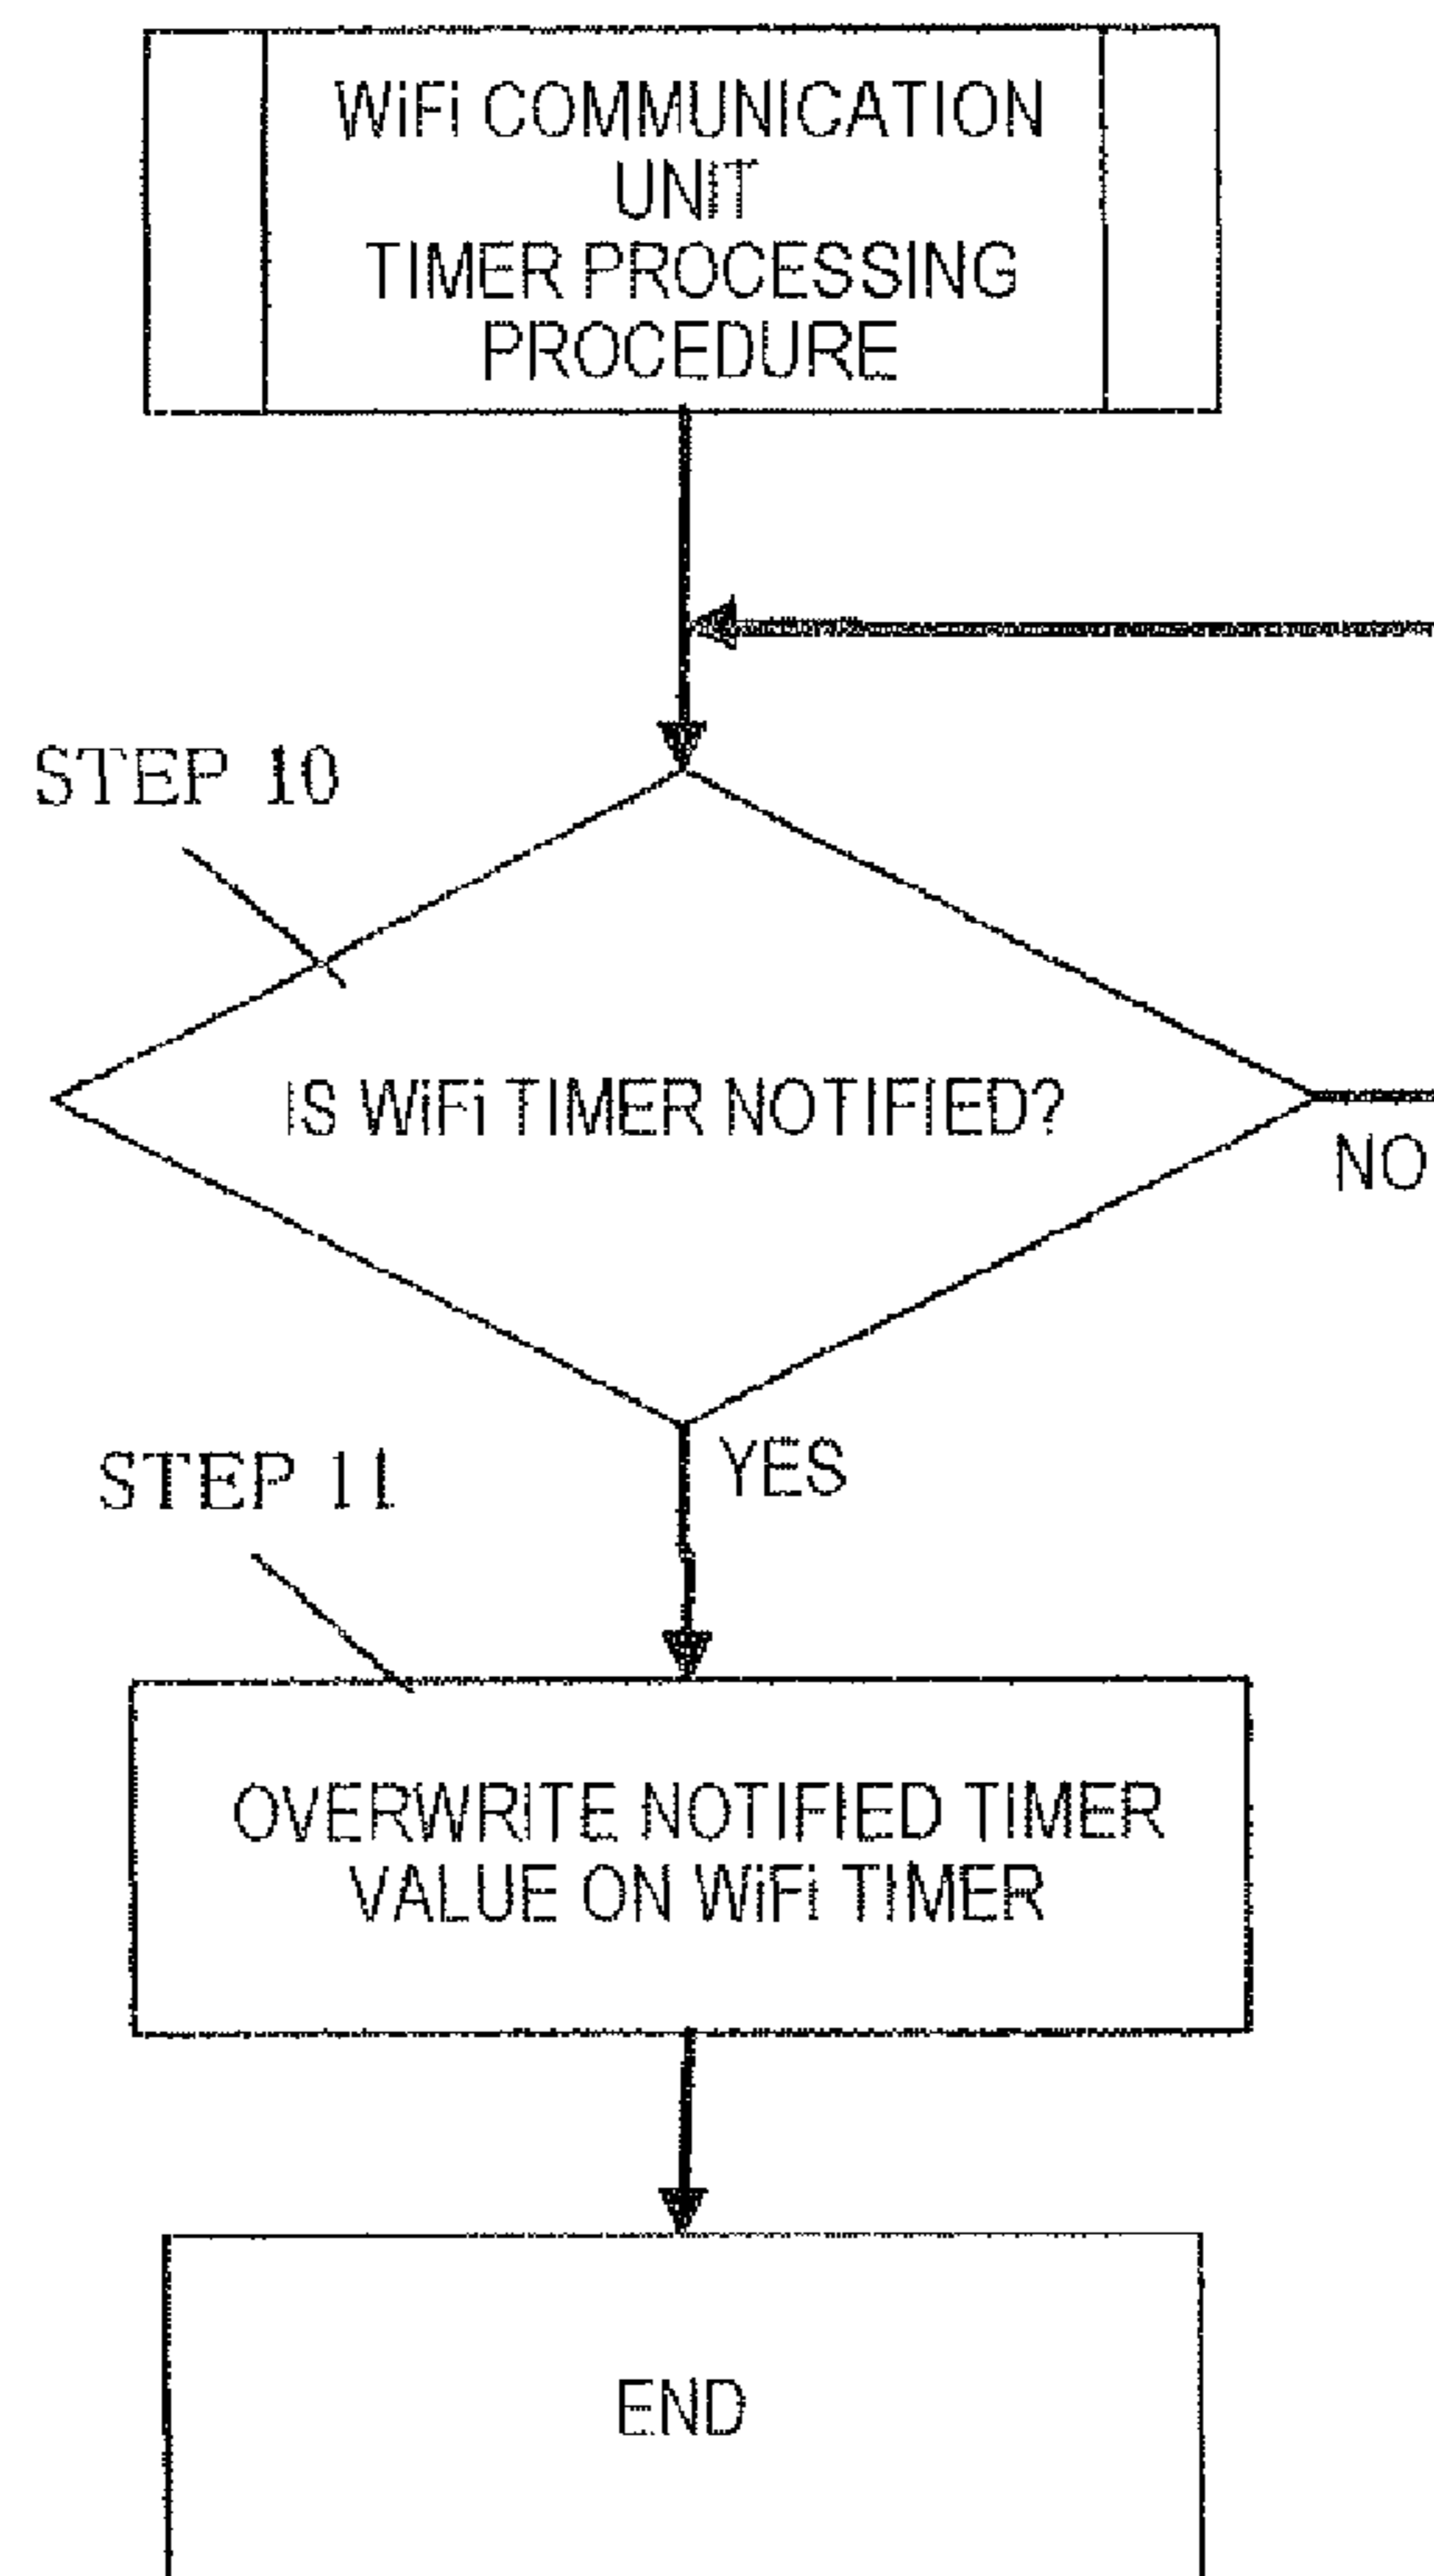 WiFi COMMUNICATION
UNIT
TIMER PROCESSING
PROCEDURE
STEP 10
IS WiFi TIMER NOTIFIED?
NO
YES
STEP 11
OVERWRITE NOTIFIED TIMER
VALUE ON WiFi TIMER
END